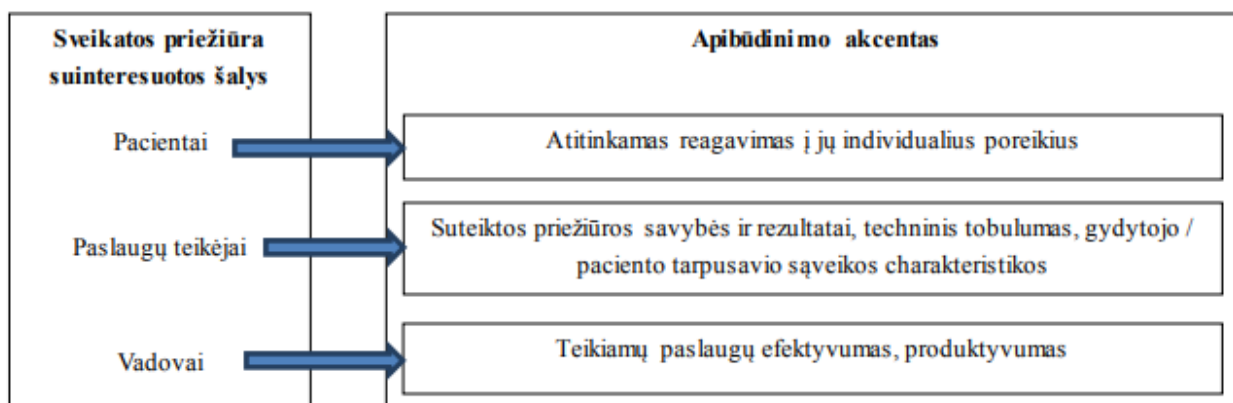 Sveikatos priežiūra
suinteresuotos šalys
Apibūdinimo akcentas
Pacientai
Atitinkamas reagavimas į jų individualius poreikius
Paslaugų teikėjai
Suteiktos priežiūros savybės ir rezultatai, techninis tobulumas, gydytojo /
paciento tarpusavio sąveikos charakteristikos
Vadovai
Teikiamų paslaugų efektyvumas, produktyvumas